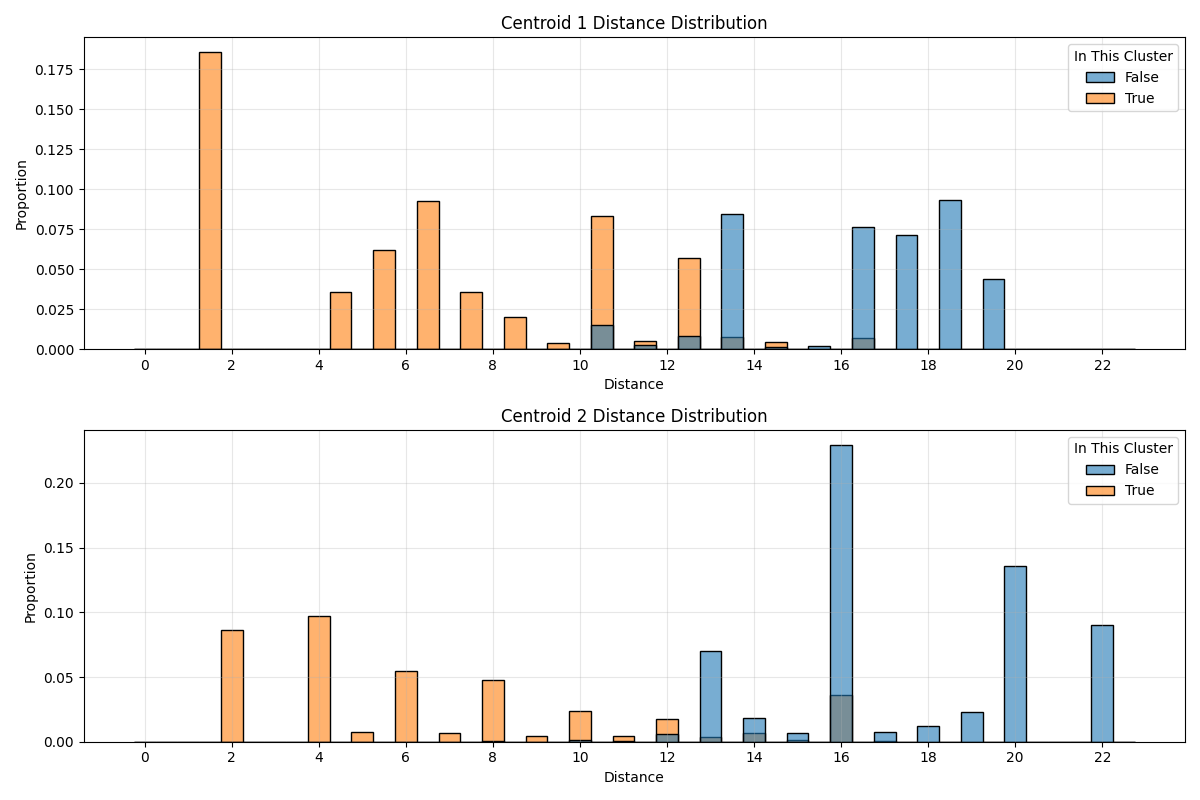 Centroid 1 Distance Distribution
In This Cluster
False
True
Proportion
0.175
0.150
0.125
0.100
0.075
0.050
0.025
0.000
0 2 4 6 8 10 12 14 16 18 20 22
Distance
Centroid 2 Distance Distribution
In This Cluster
False
True
Proportion
0.20
0.15
0.10
0.05
0.00
0 2 4 6 8 10 12 14 16 18 20 22
Distance